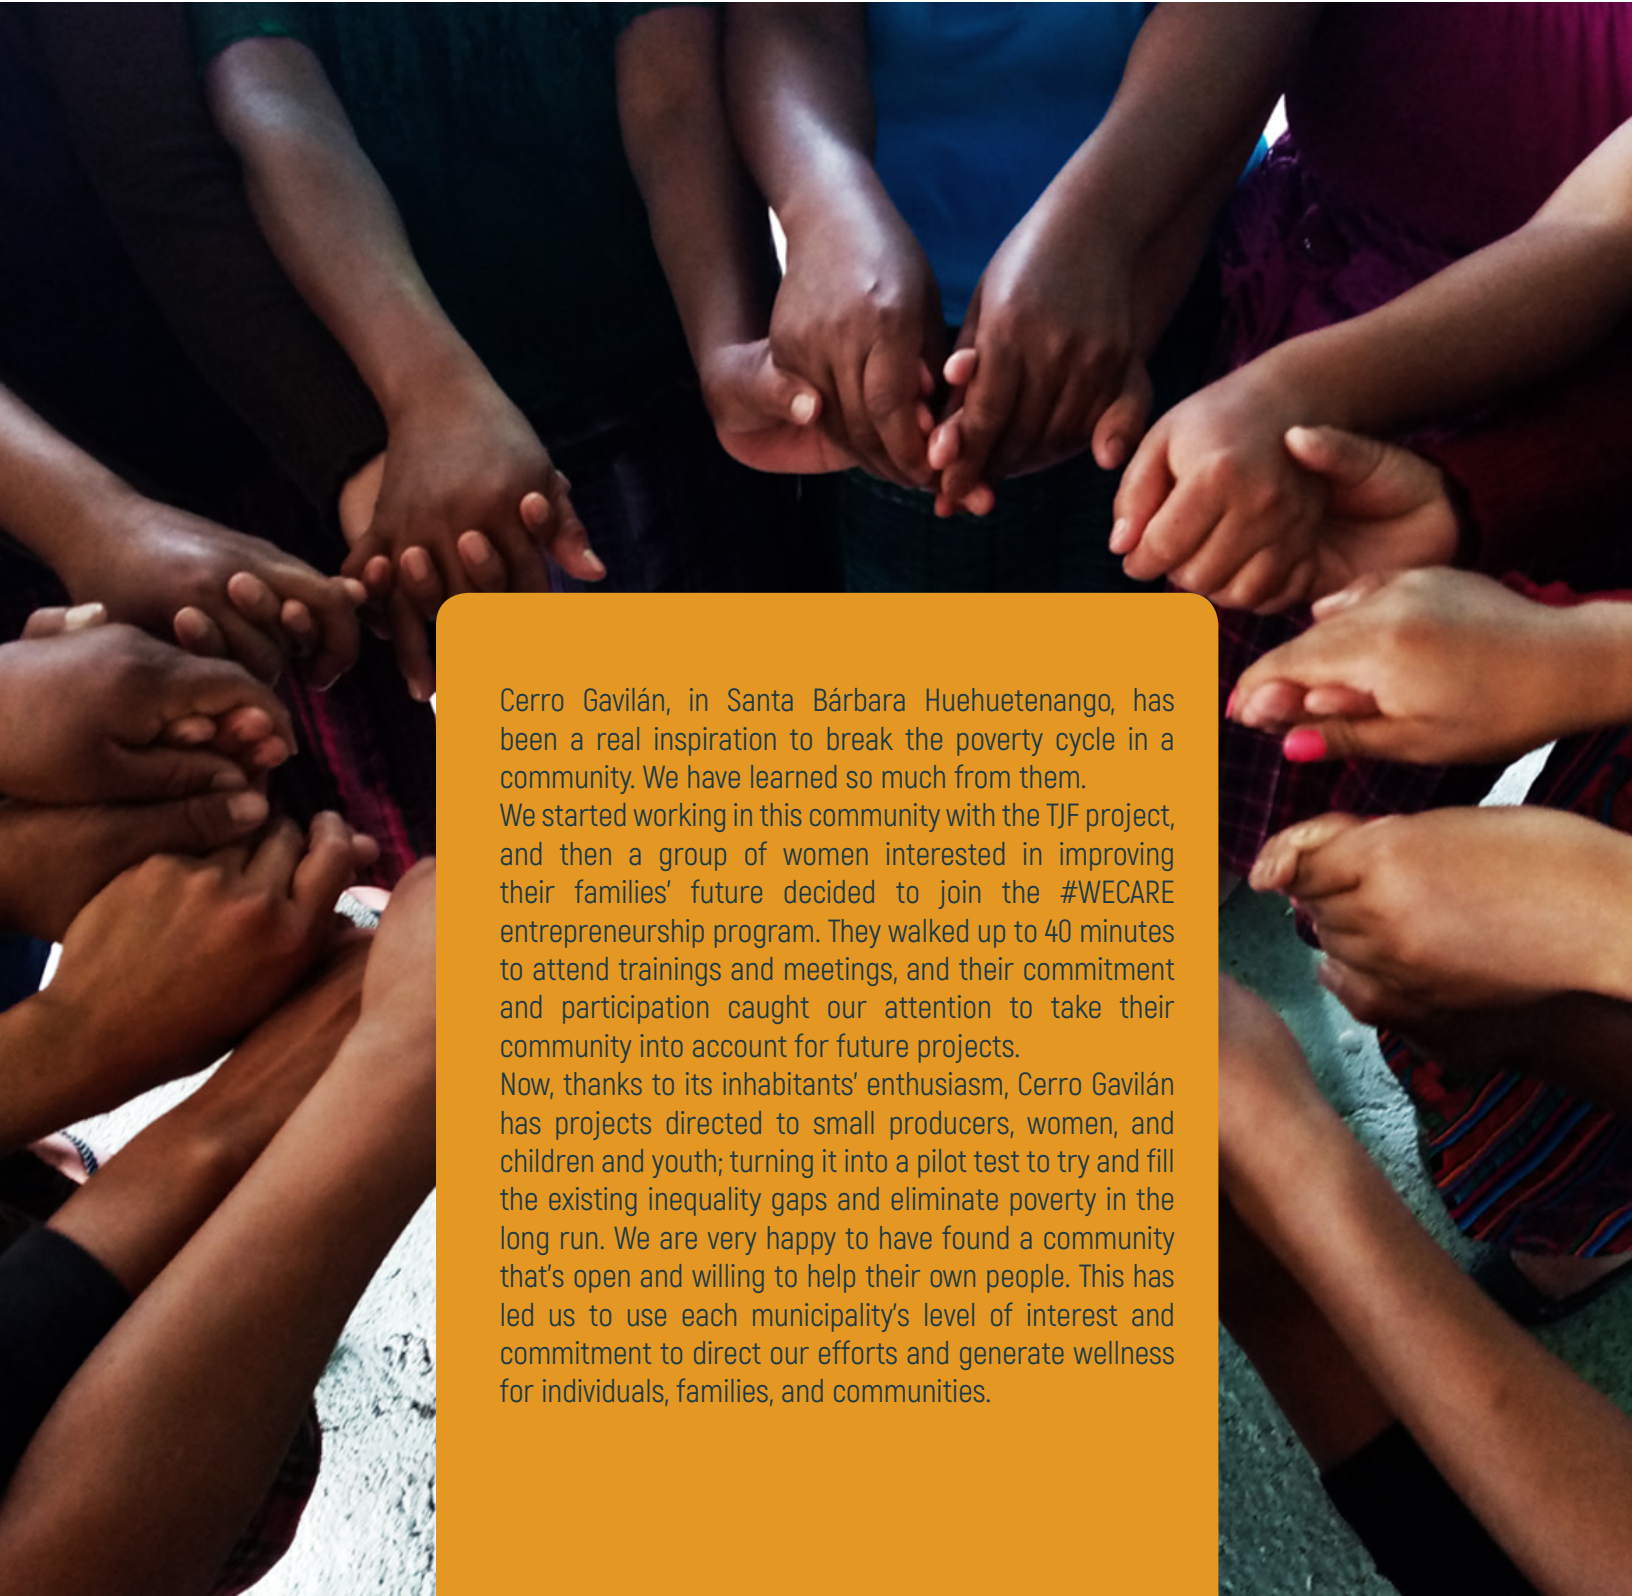 Cerro Gavilán, in Santa Bárbara Huehuetenango, has
been a real inspiration to break the poverty cycle in a
community. We have learned so much from them.
We started working in this community with the TJF project,
and then a group of women interested in improving
their families’ future decided to join the #WECARE
entrepreneurship program. They walked up to 40 minutes
to attend trainings and meetings, and their commitment
and participation caught our attention to take their
community into account for future projects.
Now, thanks to its inhabitants’ enthusiasm, Cerro Gavilán
has projects directed to small producers, women, and
children and youth; turning it into a pilot test to try and fill
the existing inequality gaps and eliminate poverty in the
long run. We are very happy to have found a community
that’s open and willing to help their own people. This has
led us to use each municipality’s level of interest and
commitment to direct our efforts and generate wellness
for individuals, families, and communities.